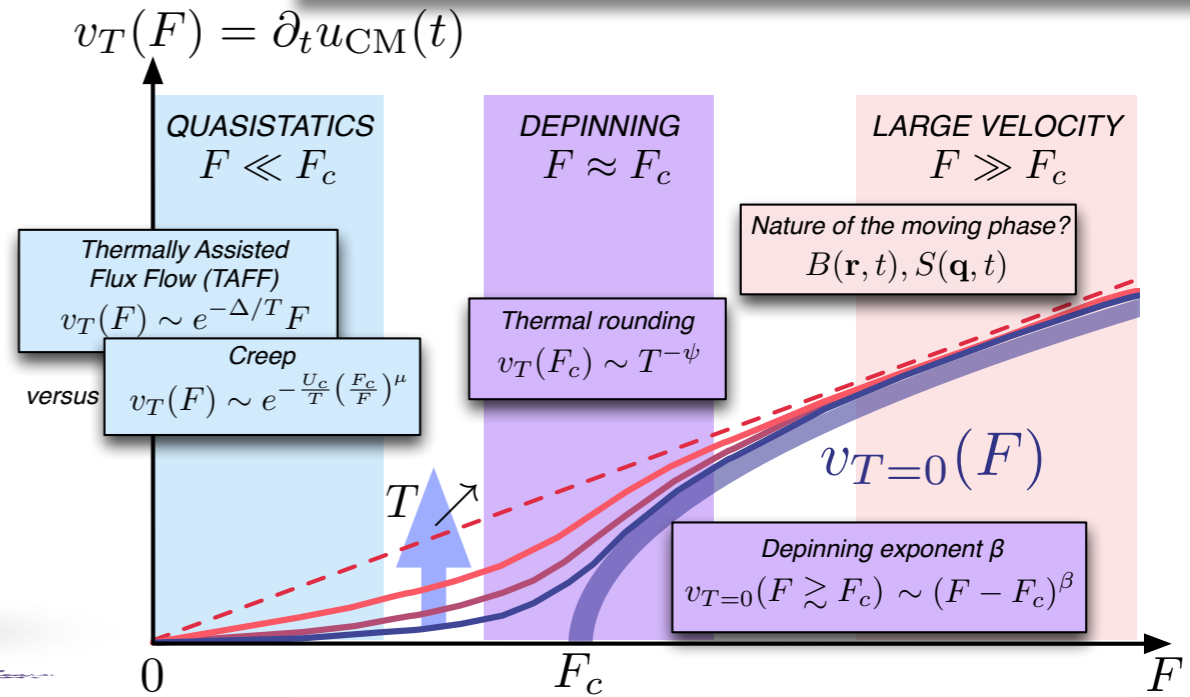 v_T(F) = ∂_t u_CM(t)
QUASISTATICS
F ≪ F_c
DEPINNING
F ≈ F_c
LARGE VELOCITY
F ≫ F_c
Thermally Assisted
Flux Flow (TAFF)
v_T(F) ∼ e^{-Δ/T} F
versus
Creep
v_T(F) ∼ e^{-\frac{U_c}{T}(\frac{F_c}{F})^μ}
Thermal rounding
v_T(F_c) ∼ T^{-ψ}
Nature of the moving phase?
B(r, t), S(q, t)
T ↗
v_{T=0}(F)
Depinning exponent β
v_{T=0}(F ≳ F_c) ∼ (F − F_c)^β
0
F_c
F